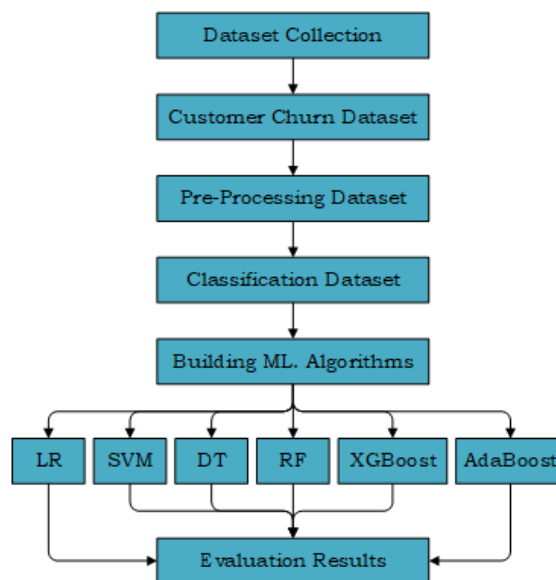 Dataset Collection
Customer Churn Dataset
Pre-Processing Dataset
Classification Dataset
Building ML. Algorithms
LR SVM DT RF XGBoost AdaBoost
Evaluation Results